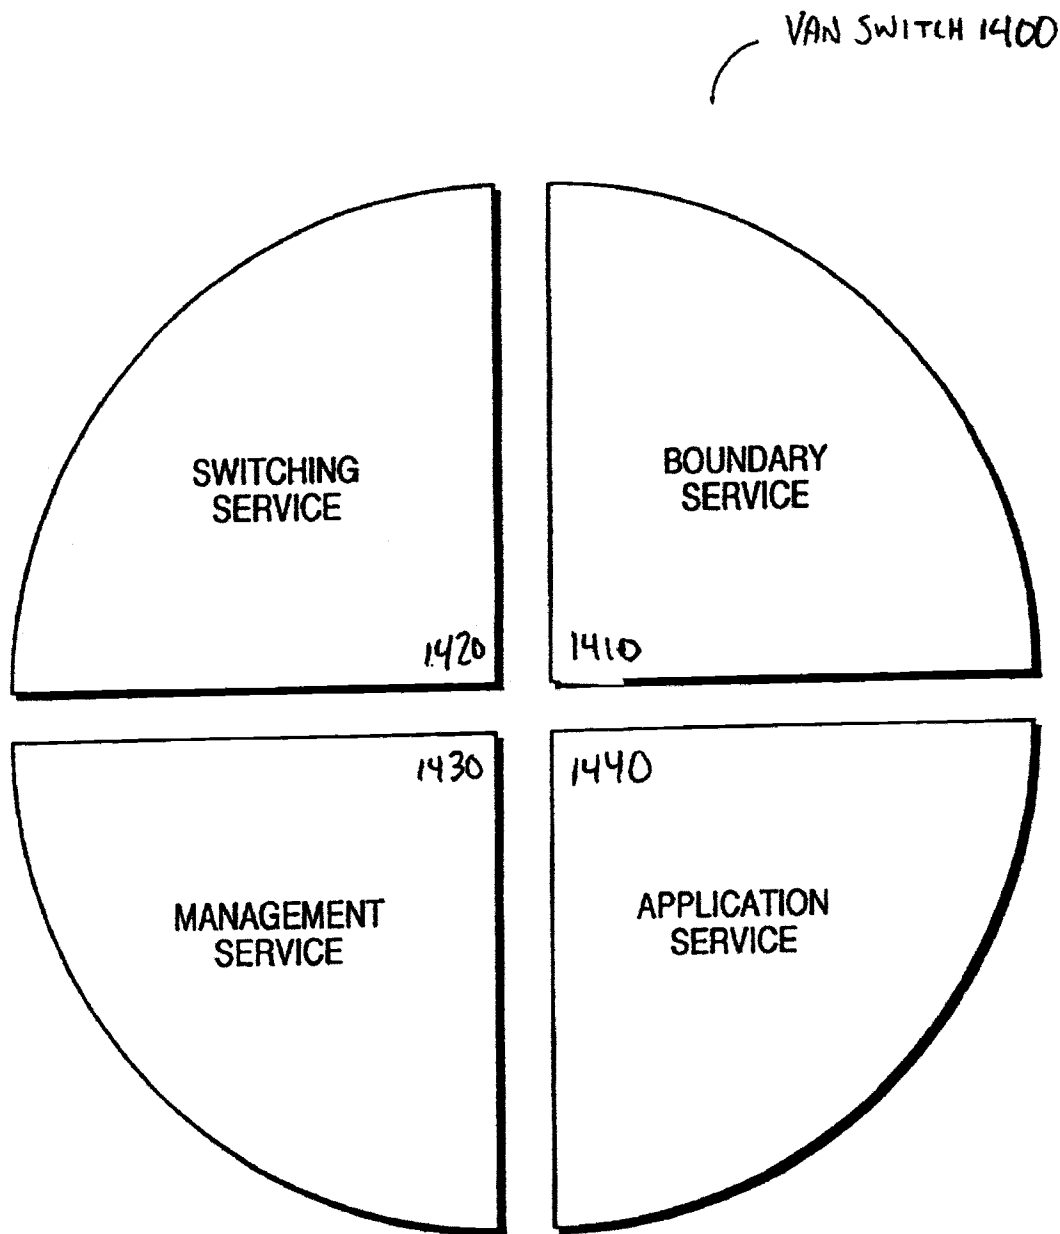 VAN SWITCH 1400
SWITCHING
SERVICE
1420
BOUNDARY
SERVICE
1410
1430
MANAGEMENT
SERVICE
1440
APPLICATION
SERVICE